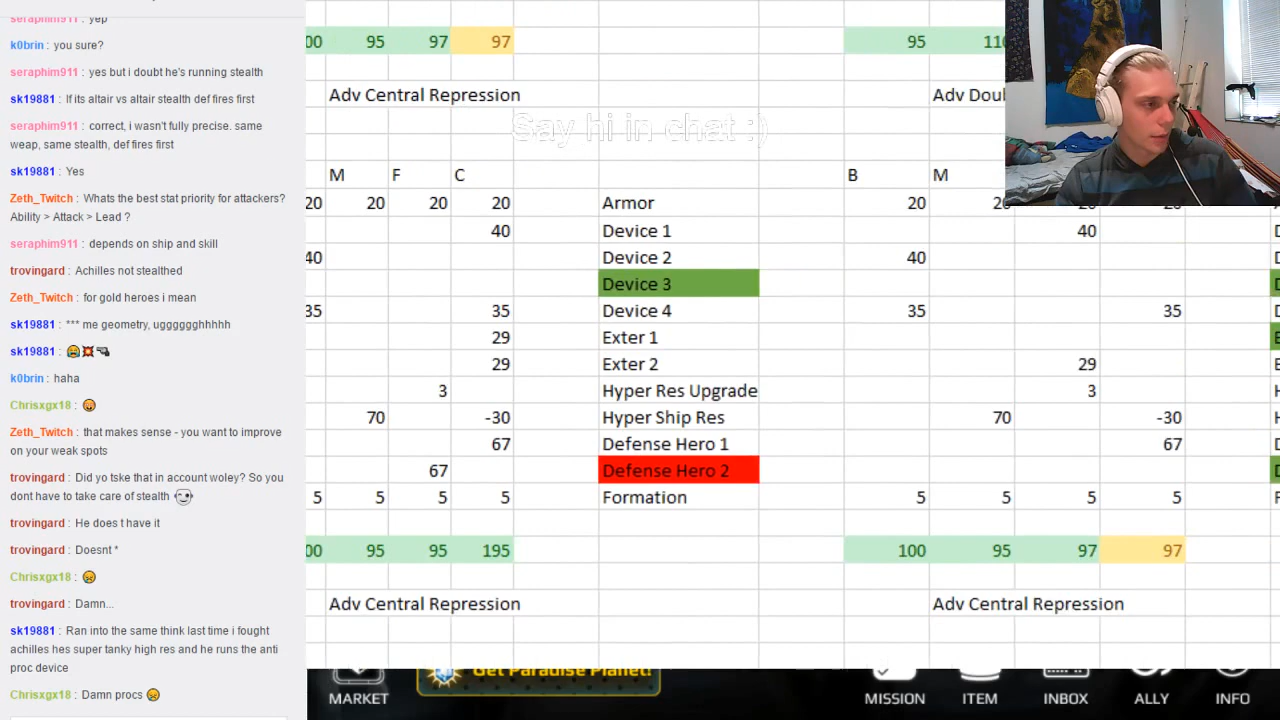 seraphim911 : yep
k0brin : you sure?
seraphim911 : yes but i doubt he's running stealth
sk19881 : If its altair vs altair stealth def fires first
seraphim911 : correct, i wasn't fully precise. same
weap, same stealth, def fires first
sk19881 : Yes
Zeth_Twitch : Whats the best stat priority for attackers?
Ability > Attack > Lead ?
seraphim911 : depends on ship and skill
trovingard : Achilles not stealthed
Zeth_Twitch : for gold heroes i mean
sk19881 : *** me geometry, ugggggghhhhh
sk19881 : 😭💥🔫
k0brin : haha
Chrisxgx18 :
Zeth_Twitch : that makes sense - you want to improve
on your weak spots
trovingard : Did yo tske that in account woley? So you
dont have to take care of stealth
trovingard : He does t have it
trovingard : Doesnt *
Chrisxgx18 :
trovingard : Damn...
sk19881 : Ran into the same think last time i fought
achilles hes super tanky high res and he runs the anti
proc device
Chrisxgx18 : Damn procs
00 95 97 97 95 110
Adv Central Repression Adv Doub
Say hi in chat :)
M F C B M
20 20 20 20 Armor 20 20 20 20
40 Device 1 40
40 Device 2 40
Device 3
35 35 Device 4 35 35
29 Exter 1
29 Exter 2 29
3 Hyper Res Upgrade 3
70 -30 Hyper Ship Res 70 -30
67 Defense Hero 1 67
67 Defense Hero 2
5 5 5 5 Formation 5 5 5 5
00 95 95 195 100 95 97 97
Adv Central Repression Adv Central Repression
Get Paradise Planet!
MARKET MISSION ITEM INBOX ALLY INFO